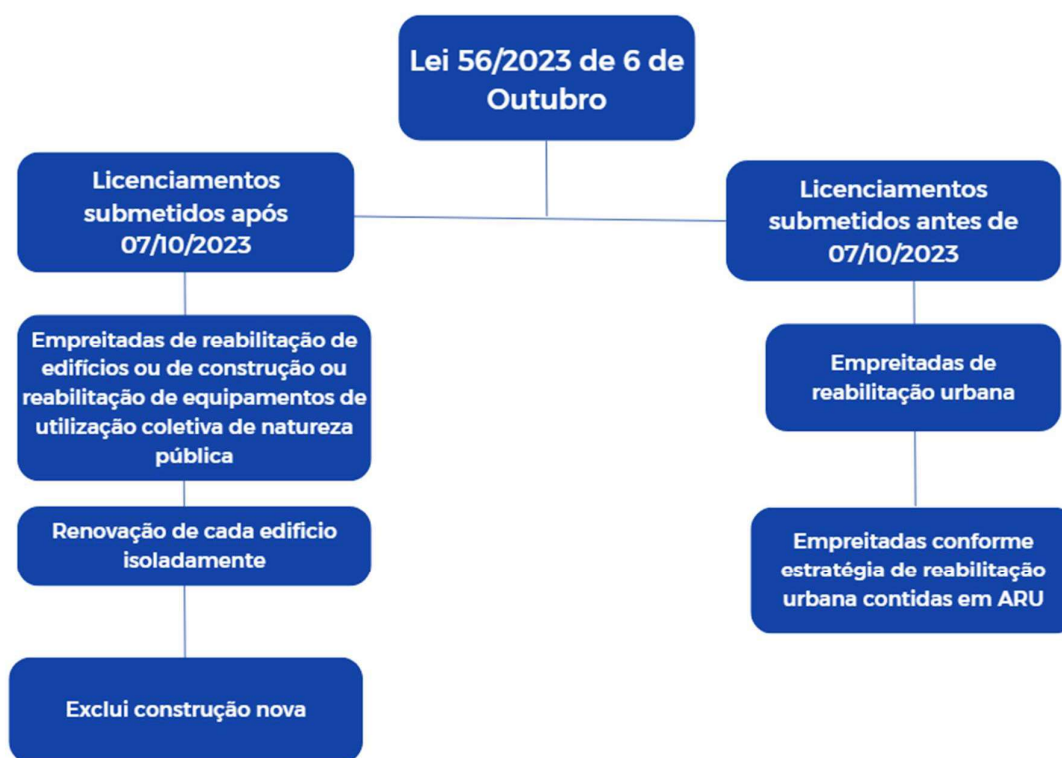 Lei 56/2023 de 6 de
Outubro
Licenciamentos
submetidos após
07/10/2023
Empreitadas de reabilitação de
edifícios ou de construção ou
reabilitação de equipamentos de
utilização coletiva de natureza
pública
Renovação de cada edificio
isoladamente
Exclui construção nova
Licenciamentos
submetidos antes de
07/10/2023
Empreitadas de
reabilitação urbana
Empreitadas conforme
estratégia de reabilitação
urbana contidas em ARU